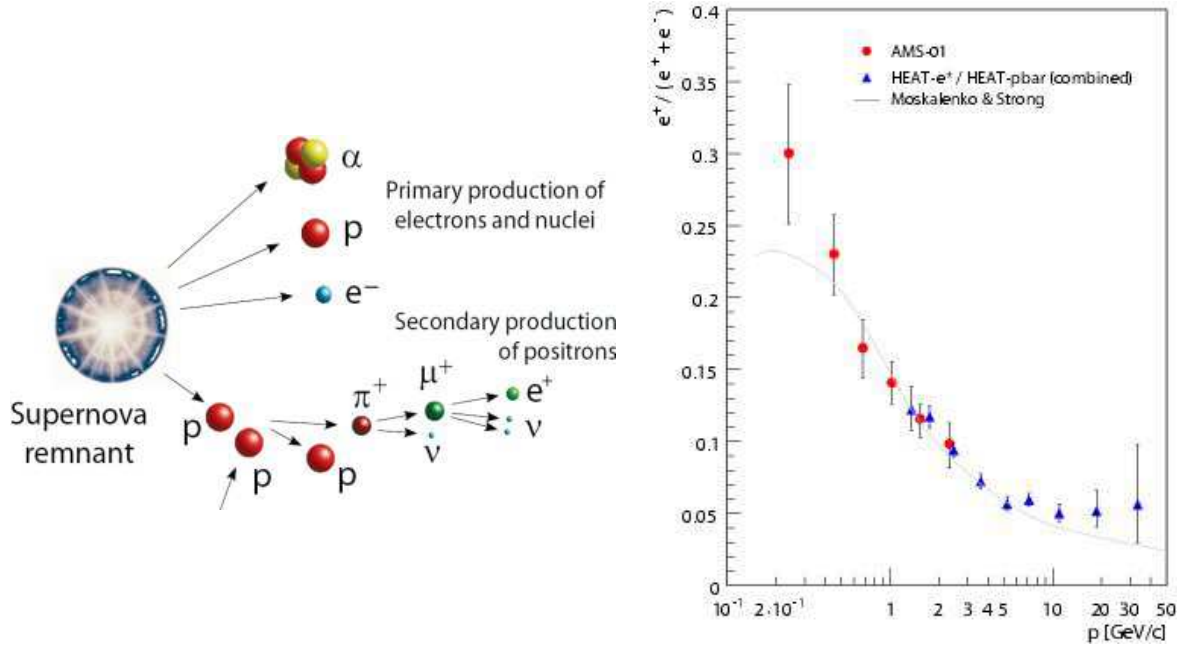 α
Primary production of
electrons and nuclei
p
e⁻
Secondary production
of positrons
Supernova
remnant
p
p
p
π⁺
ν
μ⁺
e⁺
ν
e⁺ / (e⁺ + e⁻)
0.4
0.35
0.3
0.25
0.2
0.15
0.1
0.05
0
AMS-01
HEAT-e± / HEAT-pbar (combined)
Moskalenko & Strong
10⁻¹ 2·10⁻¹ 1 2 3 4 5 10 20 30 50
p [GeV/c]